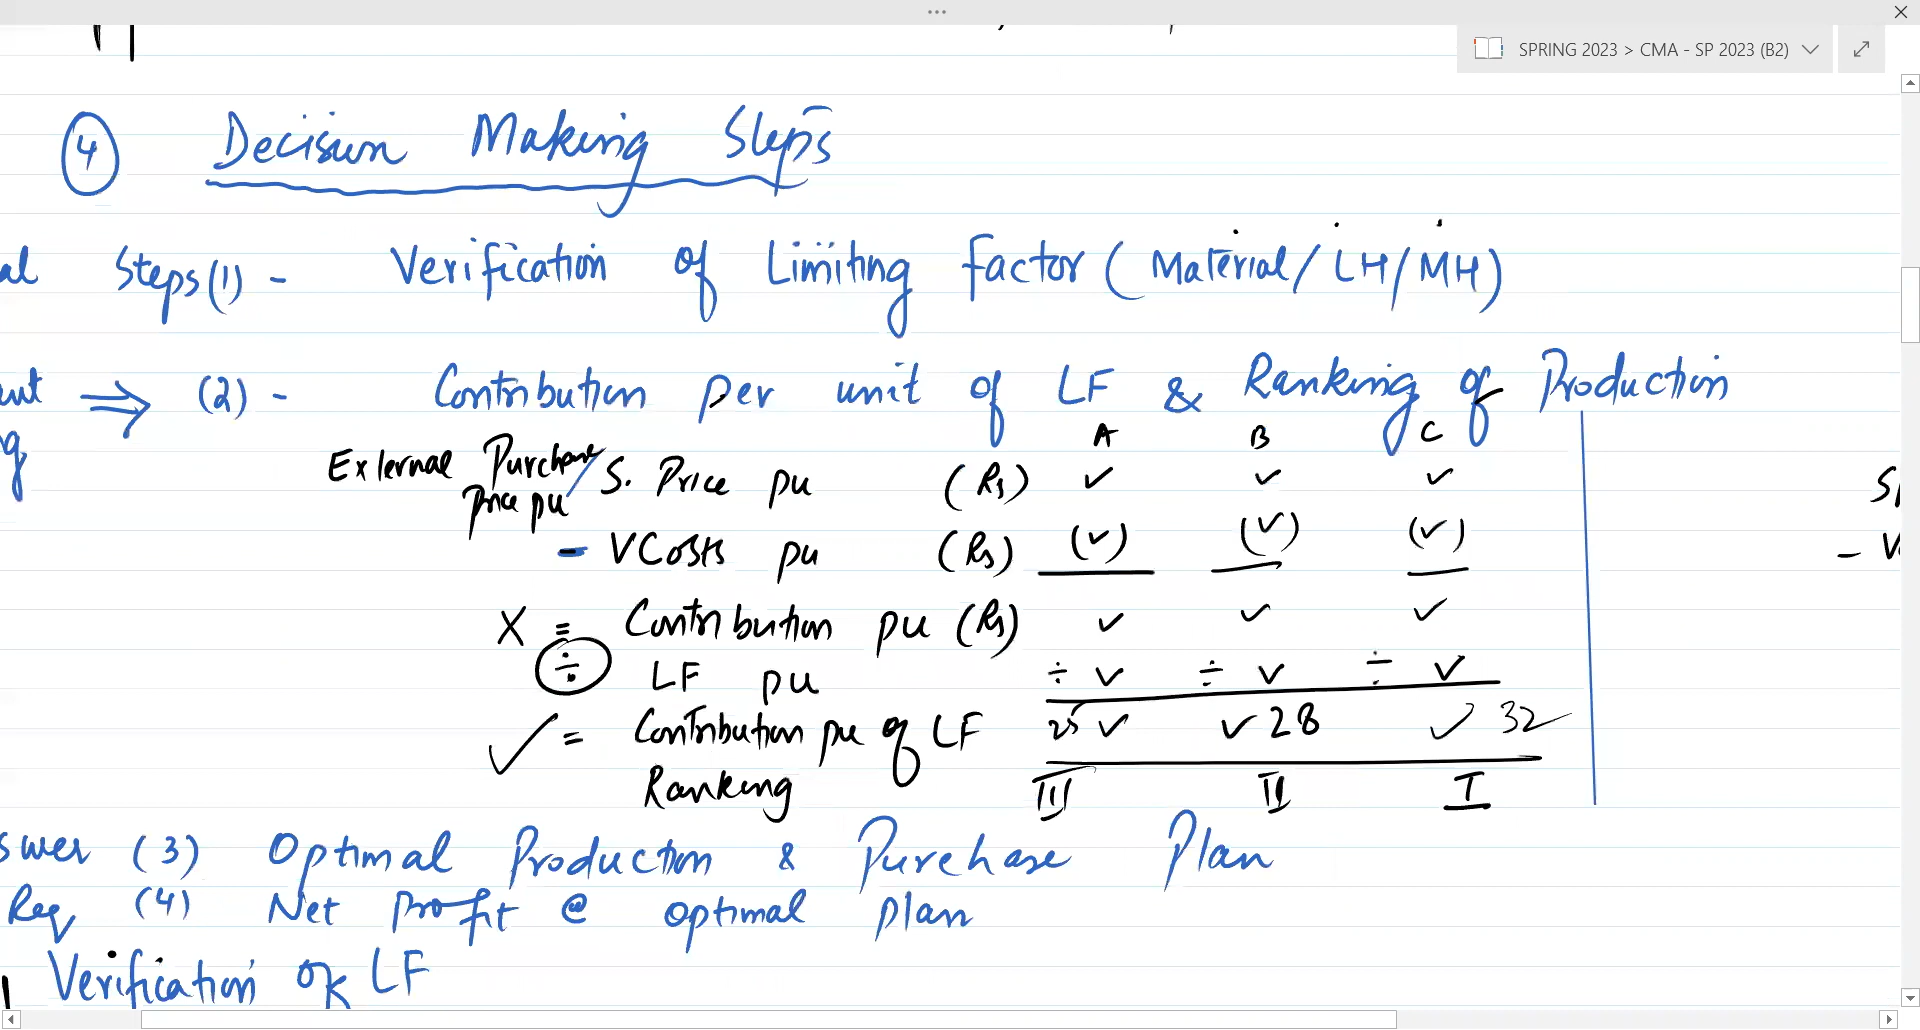 SPRING 2023 > CMA - SP 2023 (B2)
4 Decision Making Steps
al Steps (1) - Verification of Limiting factor ( Material / LH / MH )
(2) - Contribution per unit of LF & Ranking of Production
A B C
External Purchase Price pu / S. Price pu (Rs) ✓ ✓ ✓
- VCosts pu (Rs) (✓) (✓) (✓)
X = Contribution pu (Rs) ✓ ✓ ✓
÷ LF pu ÷ ✓ ÷ ✓ ÷ ✓
✓ = Contribution pu of LF 25 ✓ ✓ 28 ✓ 32
Ranking III II I
swer (3) Optimal Production & Purchase Plan
Req (4) Net Profit @ optimal plan
Verification of LF